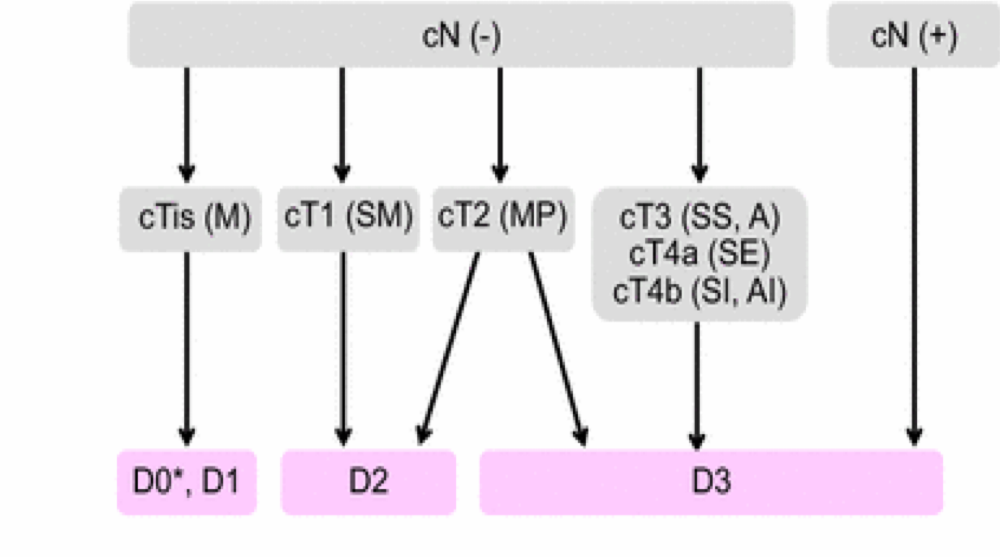 cN (-)
cN (+)
cTis (M)
cT1 (SM)
cT2 (MP)
cT3 (SS, A)
cT4a (SE)
cT4b (SI, AI)
D0*, D1
D2
D3